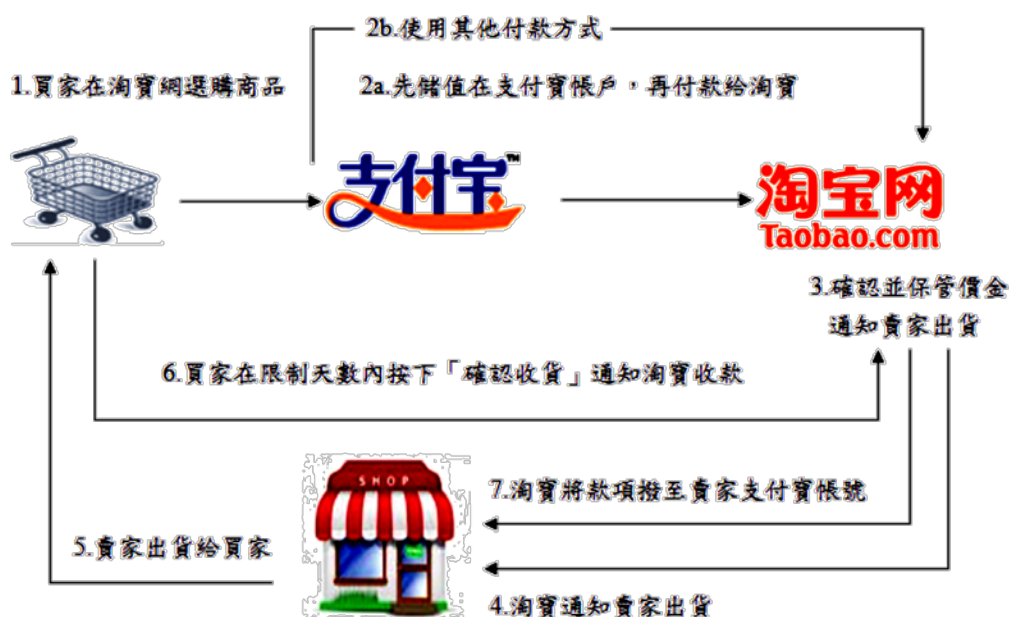 2b.使用其他付款方式
1.買家在淘寶網選購商品
2a.先儲值在支付寶帳戶，再付款給淘寶
支付宝™
淘宝网
Taobao.com
3.確認並保管價金
通知賣家出貨
6.買家在限制天數內按下「確認收貨」通知淘寶收款
SHOP
7.淘寶將款項撥至賣家支付寶帳號
5.賣家出貨給買家
4.淘寶通知賣家出貨